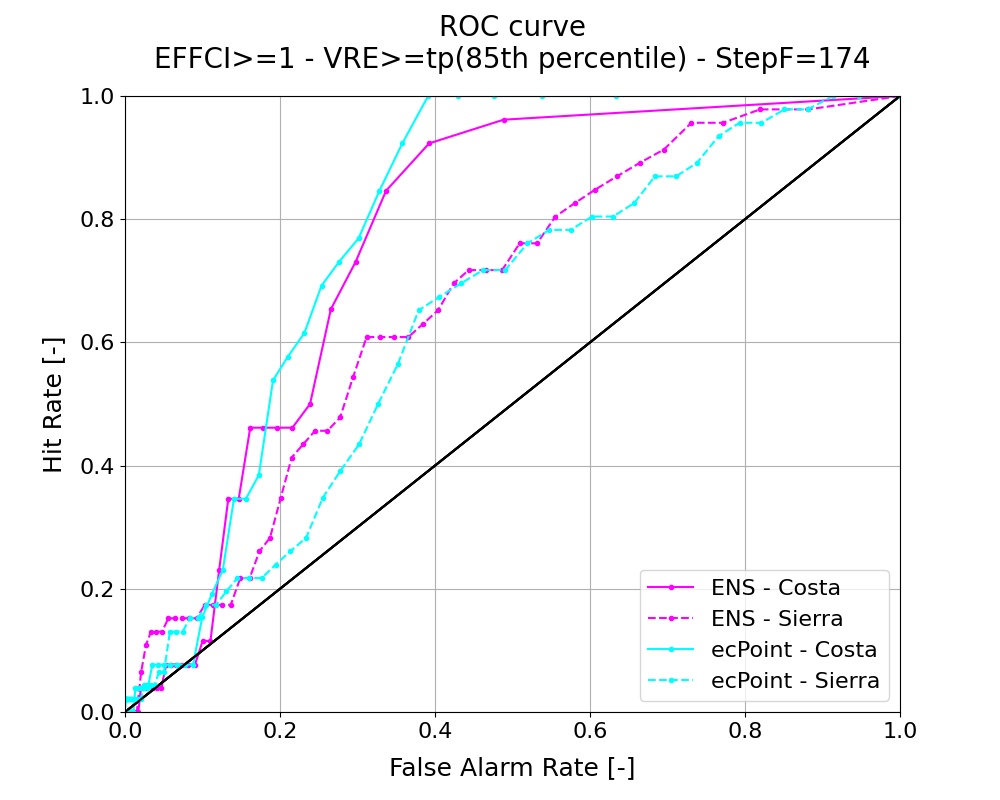 ROC curve
EFFCI>=1 - VRE>=tp(85th percentile) - StepF=174
1.0
0.8
0.6
0.4
0.2
0.0
Hit Rate [-]
0.0 0.2 0.4 0.6 0.8 1.0
False Alarm Rate [-]
ENS - Costa
ENS - Sierra
ecPoint - Costa
ecPoint - Sierra